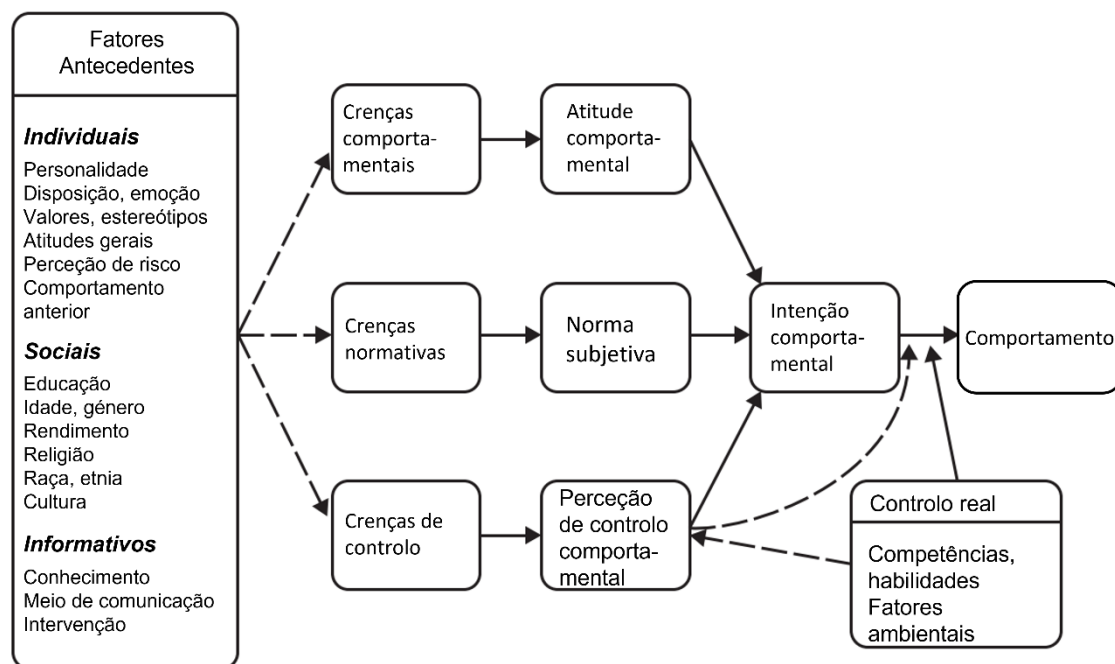 Fatores
Antecedentes
Individuais
Personalidade
Disposição, emoção
Valores, estereótipos
Atitudes gerais
Perceção de risco
Comportamento
anterior
Sociais
Educação
Idade, género
Rendimento
Religião
Raça, etnia
Cultura
Informativos
Conhecimento
Meio de comunicação
Intervenção
Crenças
comporta-
mentais
Atitude
comporta-
mental
Crenças
normativas
Norma
subjetiva
Intenção
comporta-
mental
Comportamento
Crenças de
controlo
Perceção
de controlo
comporta-
mental
Controlo real
Competências,
habilidades
Fatores
ambientais